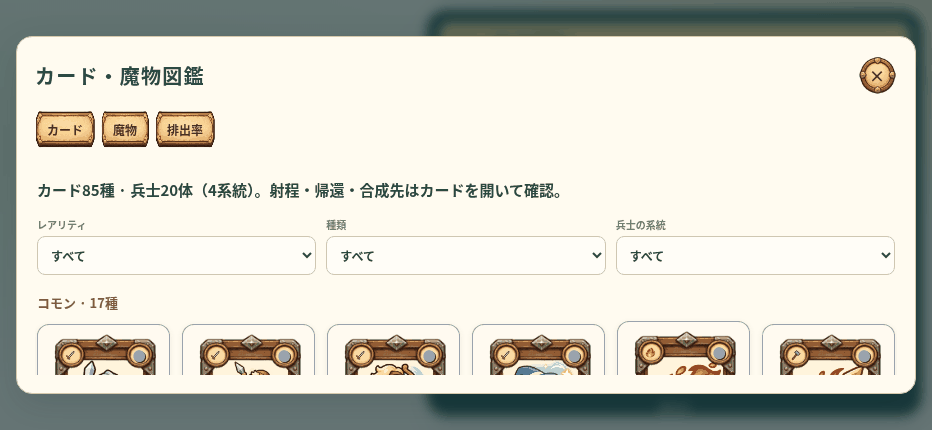 カード・魔物図鑑
カード
魔物
排出率
カード85種・兵士20体（4系統）。射程・帰還・合成先はカードを開いて確認。
レアリティ
種類
兵士の系統
すべて
すべて
すべて
コモン・17種